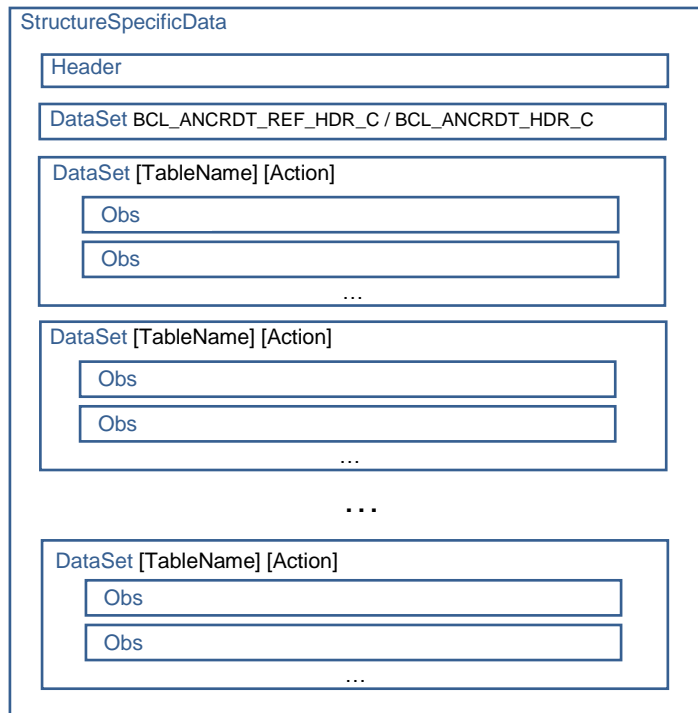 StructureSpecificData
Header
DataSet BCL_ANCRDT_REF_HDR_C / BCL_ANCRDT_HDR_C
DataSet [TableName] [Action]
Obs
Obs
...
DataSet [TableName] [Action]
Obs
Obs
...
...
DataSet [TableName] [Action]
Obs
Obs
...